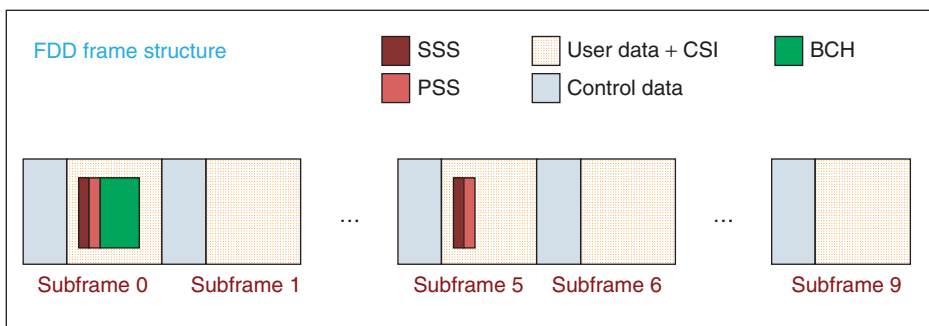 FDD frame structure
SSS
User data + CSI
BCH
PSS
Control data
...
...
Subframe 0
Subframe 1
Subframe 5
Subframe 6
Subframe 9